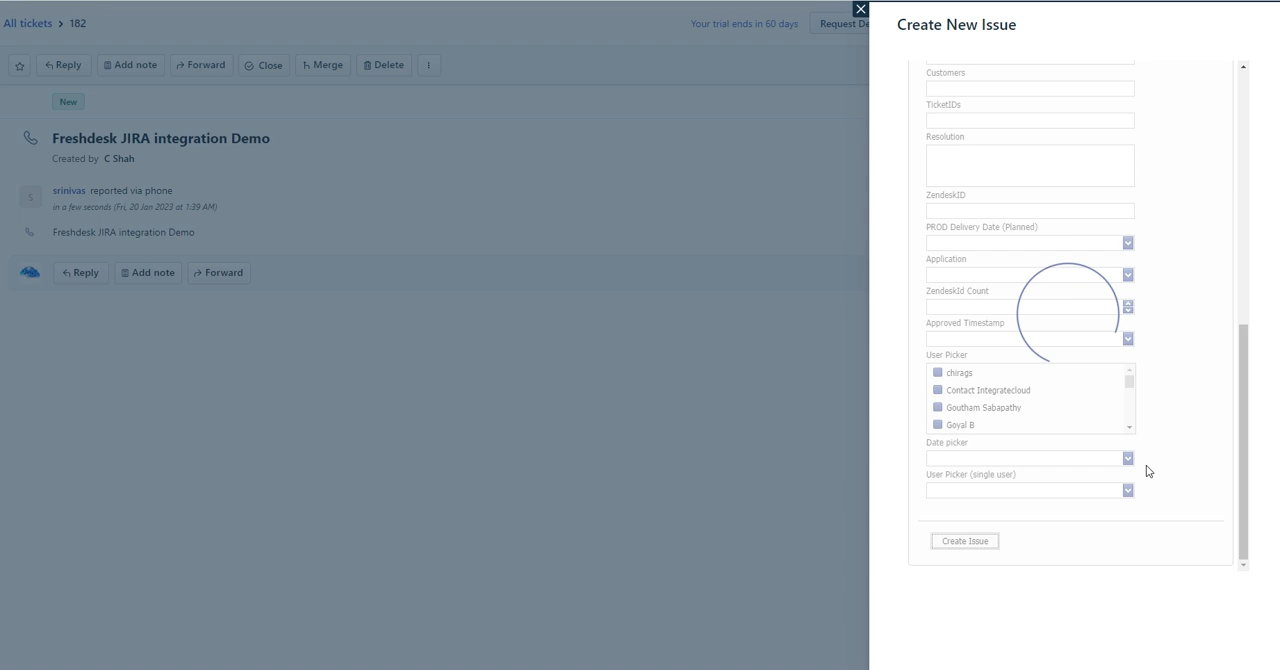 All tickets > 182
Your trial ends in 60 days
Request De
Reply
Add note
Forward
Close
Merge
Delete
New
Freshdesk JIRA integration Demo
Created by C Shah
S
srinivas reported via phone
in a few seconds (Fri, 20 Jan 2023 at 1:39 AM)
Freshdesk JIRA integration Demo
Reply
Add note
Forward
Create New Issue
Customers
TicketIDs
Resolution
ZendeskID
PROD Delivery Date (Planned)
Application
ZendeskId Count
Approved Timestamp
User Picker
chirags
Contact Integratecloud
Goutham Sabapathy
Goyal B
Date picker
User Picker (single user)
Create Issue